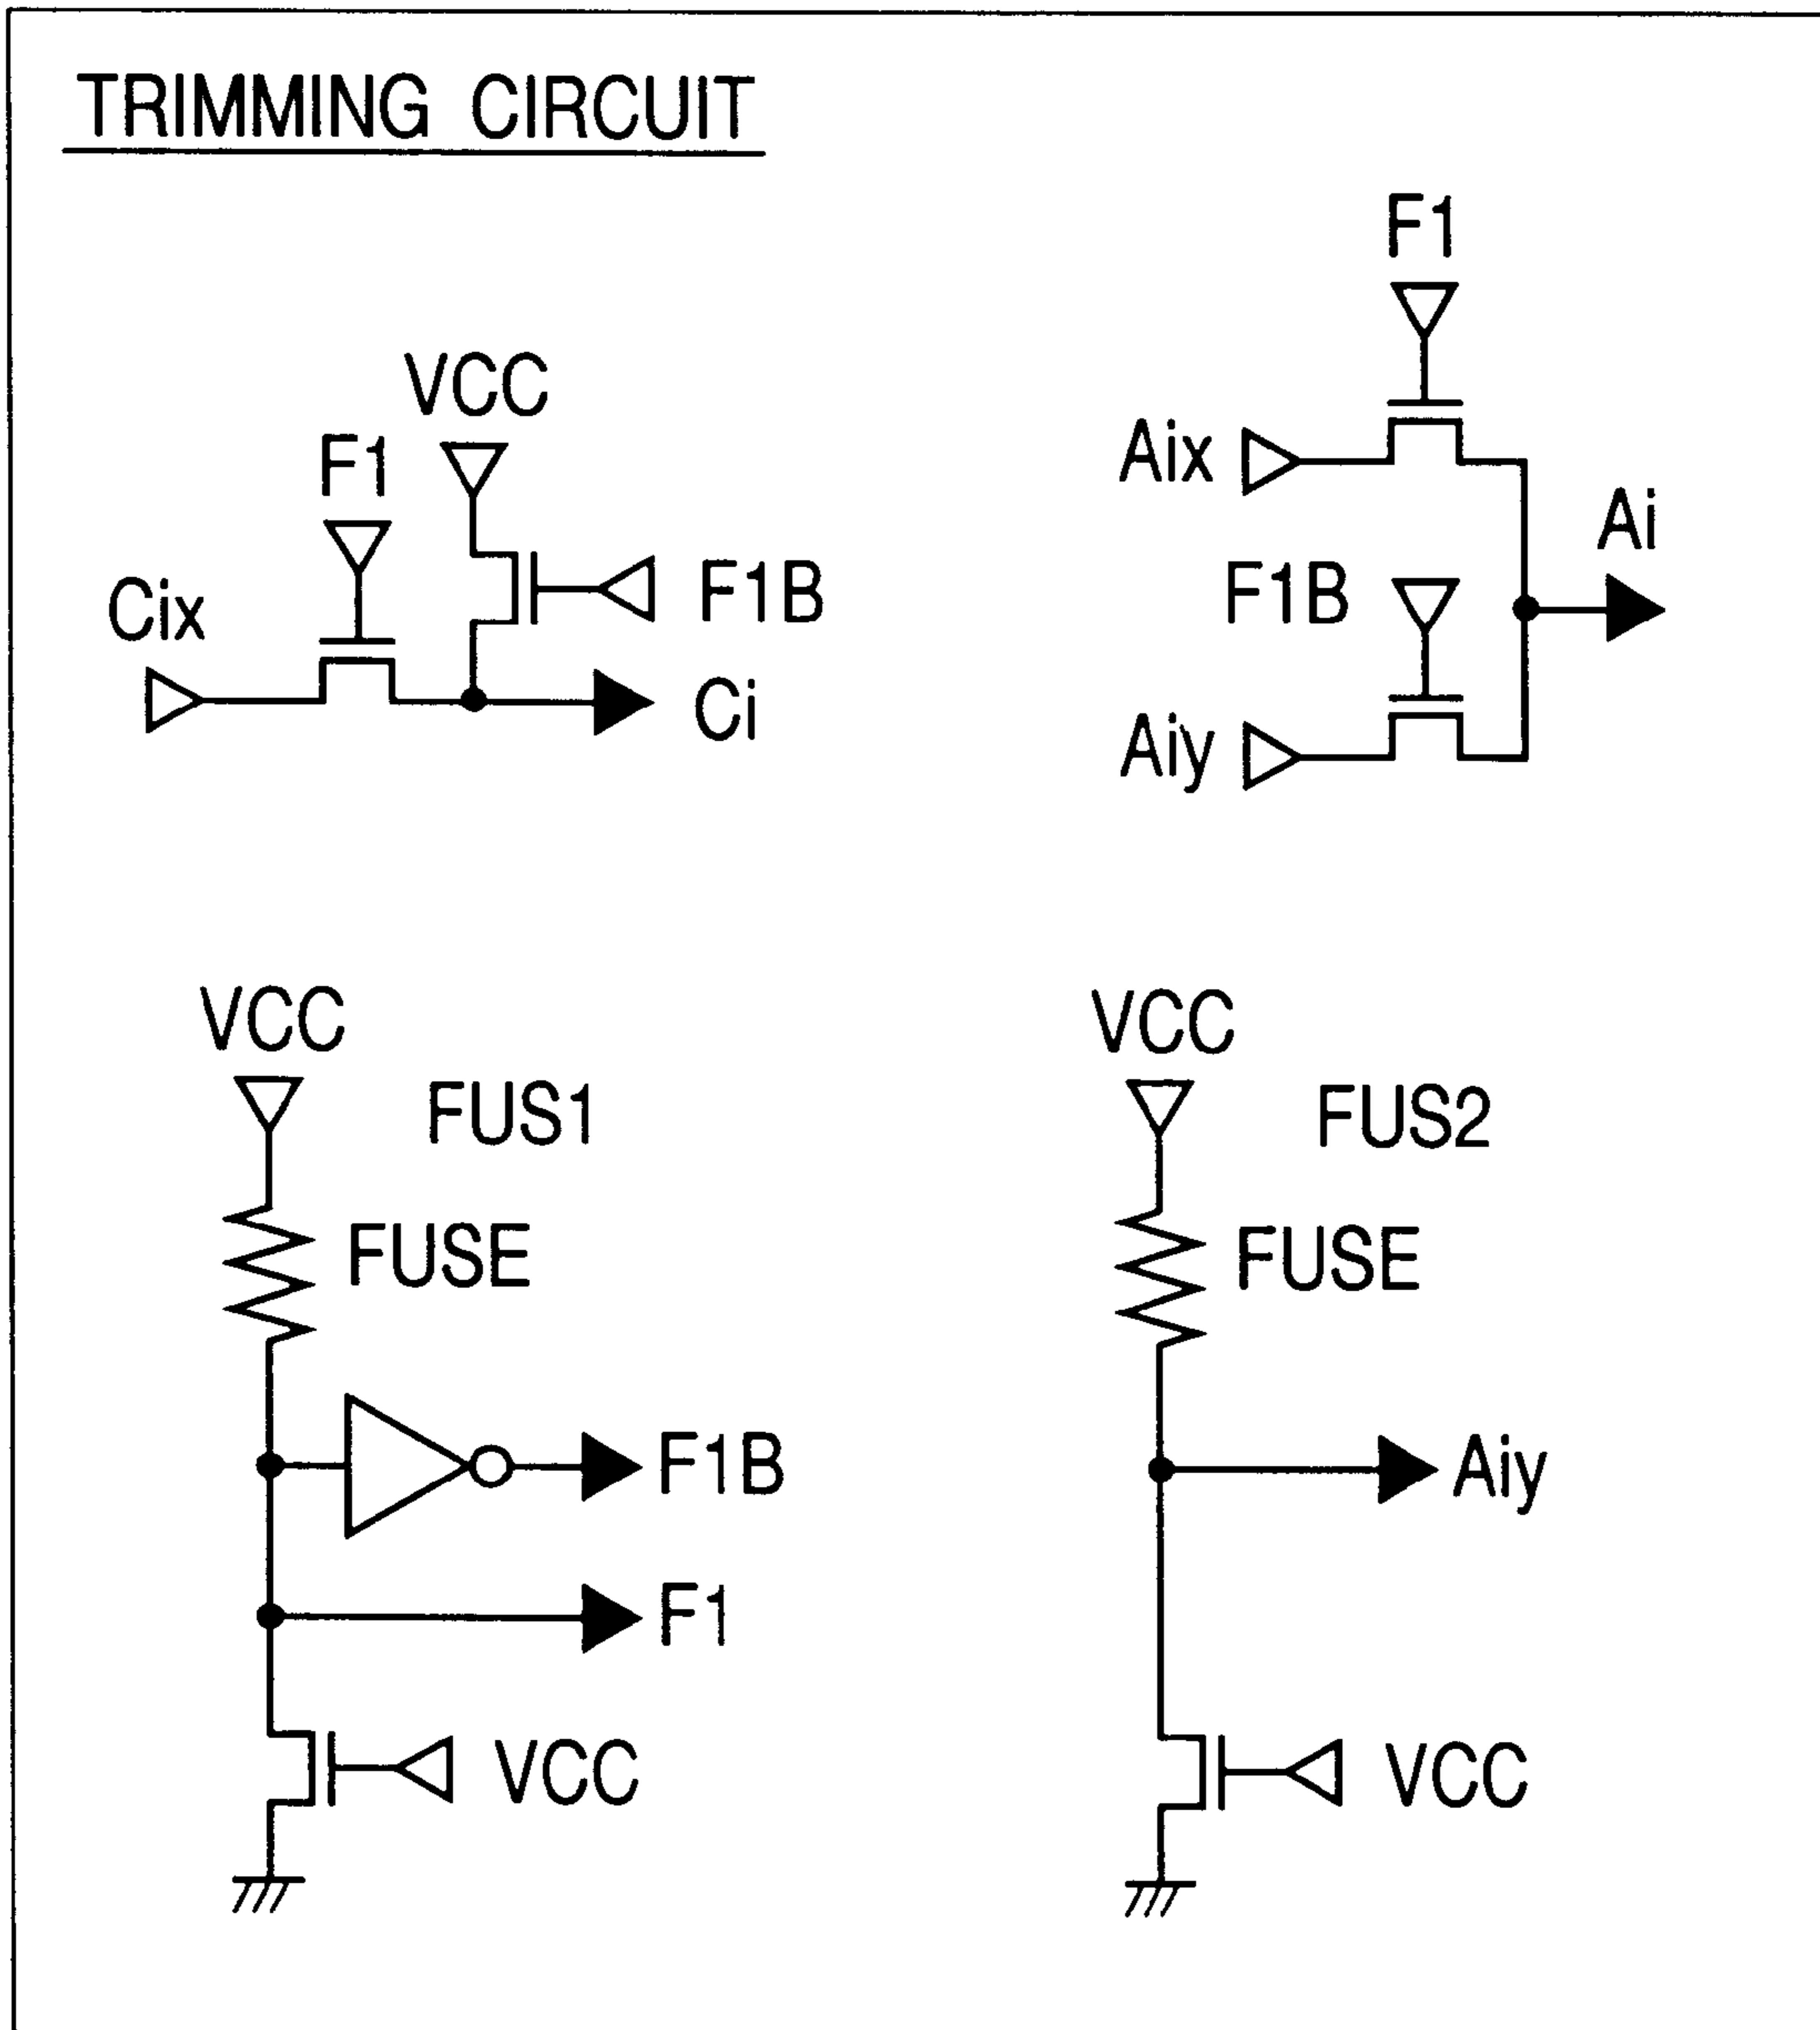 TRIMMING CIRCUIT
F1
VCC
F1
Aix
Ai
Cix
F1B
F1B
Ci
Aiy
VCC
VCC
FUS1
FUS2
FUSE
FUSE
F1B
Aiy
F1
VCC
VCC